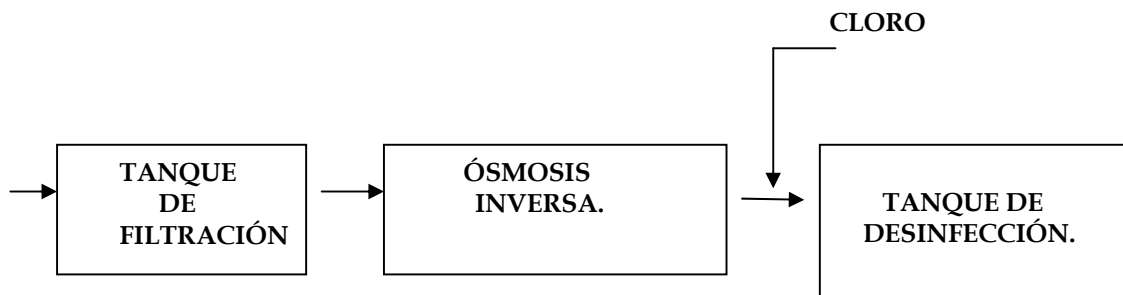 CLORO
TANQUE
DE
FILTRACIÓN
ÓSMOSIS
INVERSA.
TANQUE DE
DESINFECCIÓN.